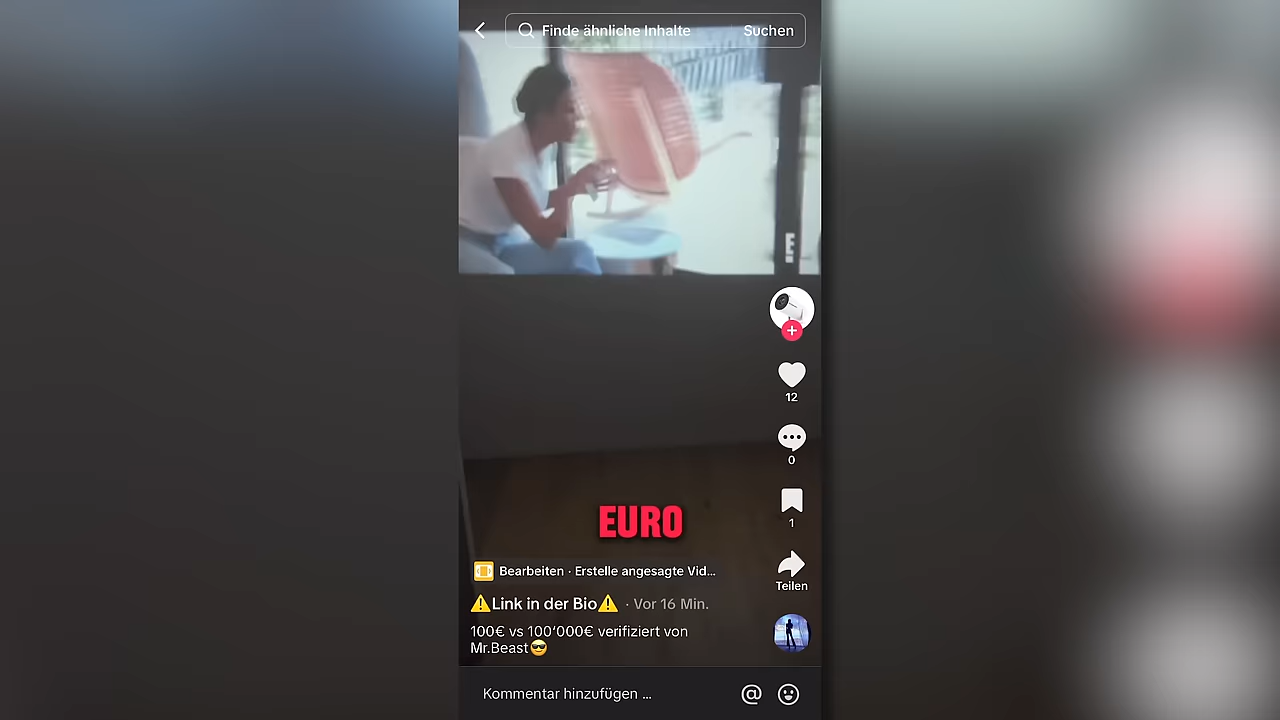 Finde ähnliche Inhalte
Suchen
E
12
0
1
EURO
Bearbeiten · Erstelle angesagte Vid...
Teilen
⚠️Link in der Bio⚠️ · Vor 16 Min.
100€ vs 100‘000€ verifiziert von
Mr.Beast😎
Kommentar hinzufügen ...
@